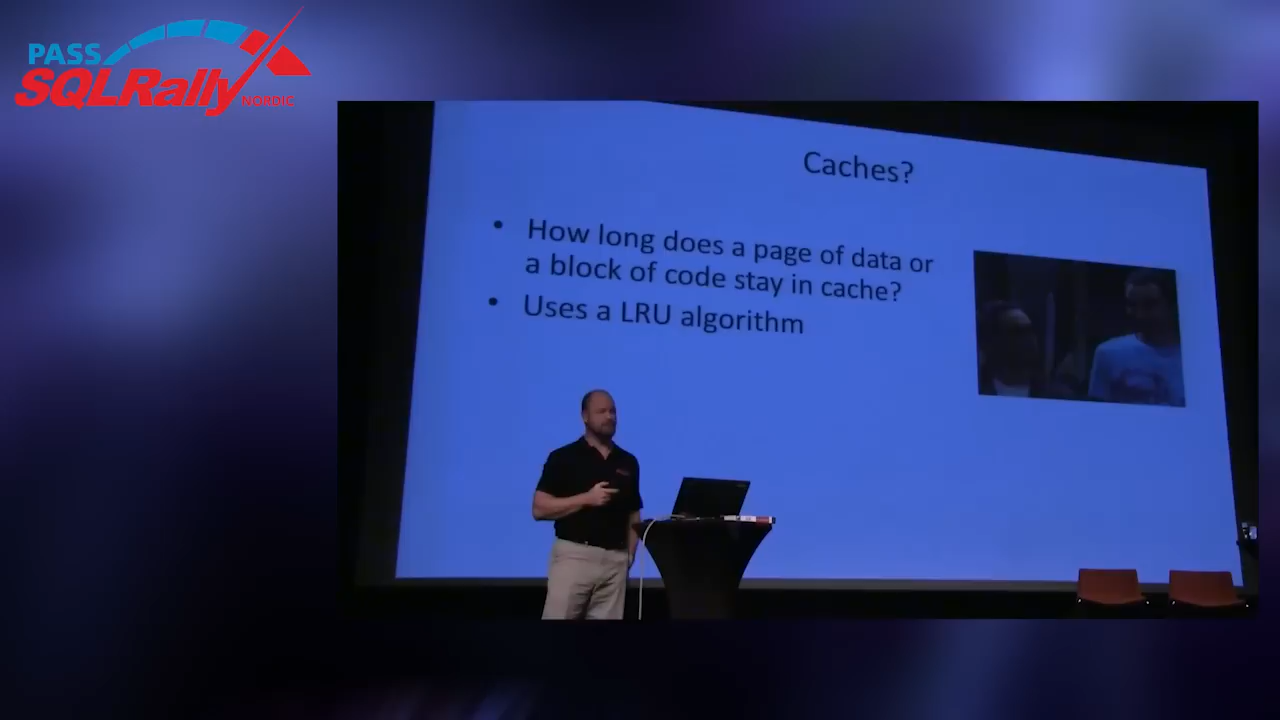 PASS
SQLRally
NORDIC
Caches?
• How long does a page of data or
a block of code stay in cache?
• Uses a LRU algorithm